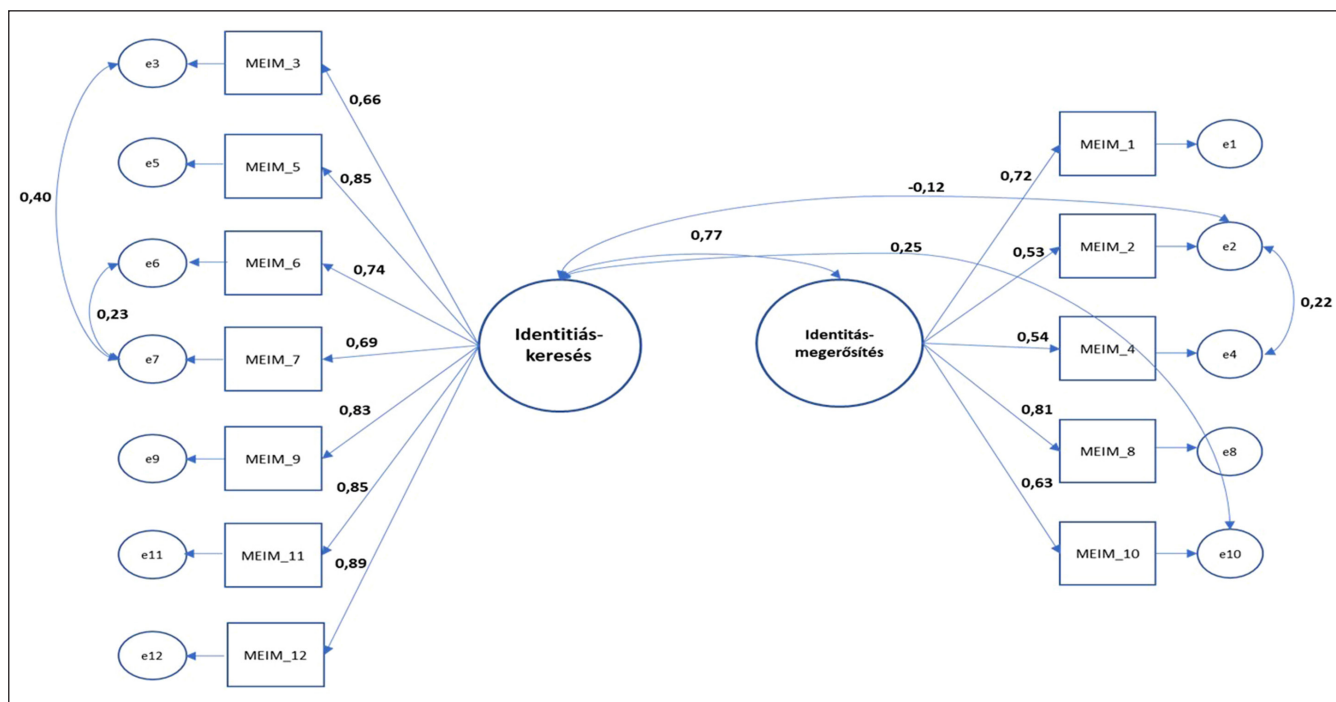 e3
MEIM_3
0,66
e5
MEIM_5
0,85
0,40
e6
MEIM_6
0,74
0,23
e7
MEIM_7
0,69
e9
MEIM_9
0,83
e11
MEIM_11
0,85
e12
MEIM_12
0,89
Identitiás-
keresés
0,77
-0,12
0,25
Identitás-
megerősítés
0,72
MEIM_1
e1
0,53
MEIM_2
e2
0,22
0,54
MEIM_4
e4
0,81
MEIM_8
e8
0,63
MEIM_10
e10